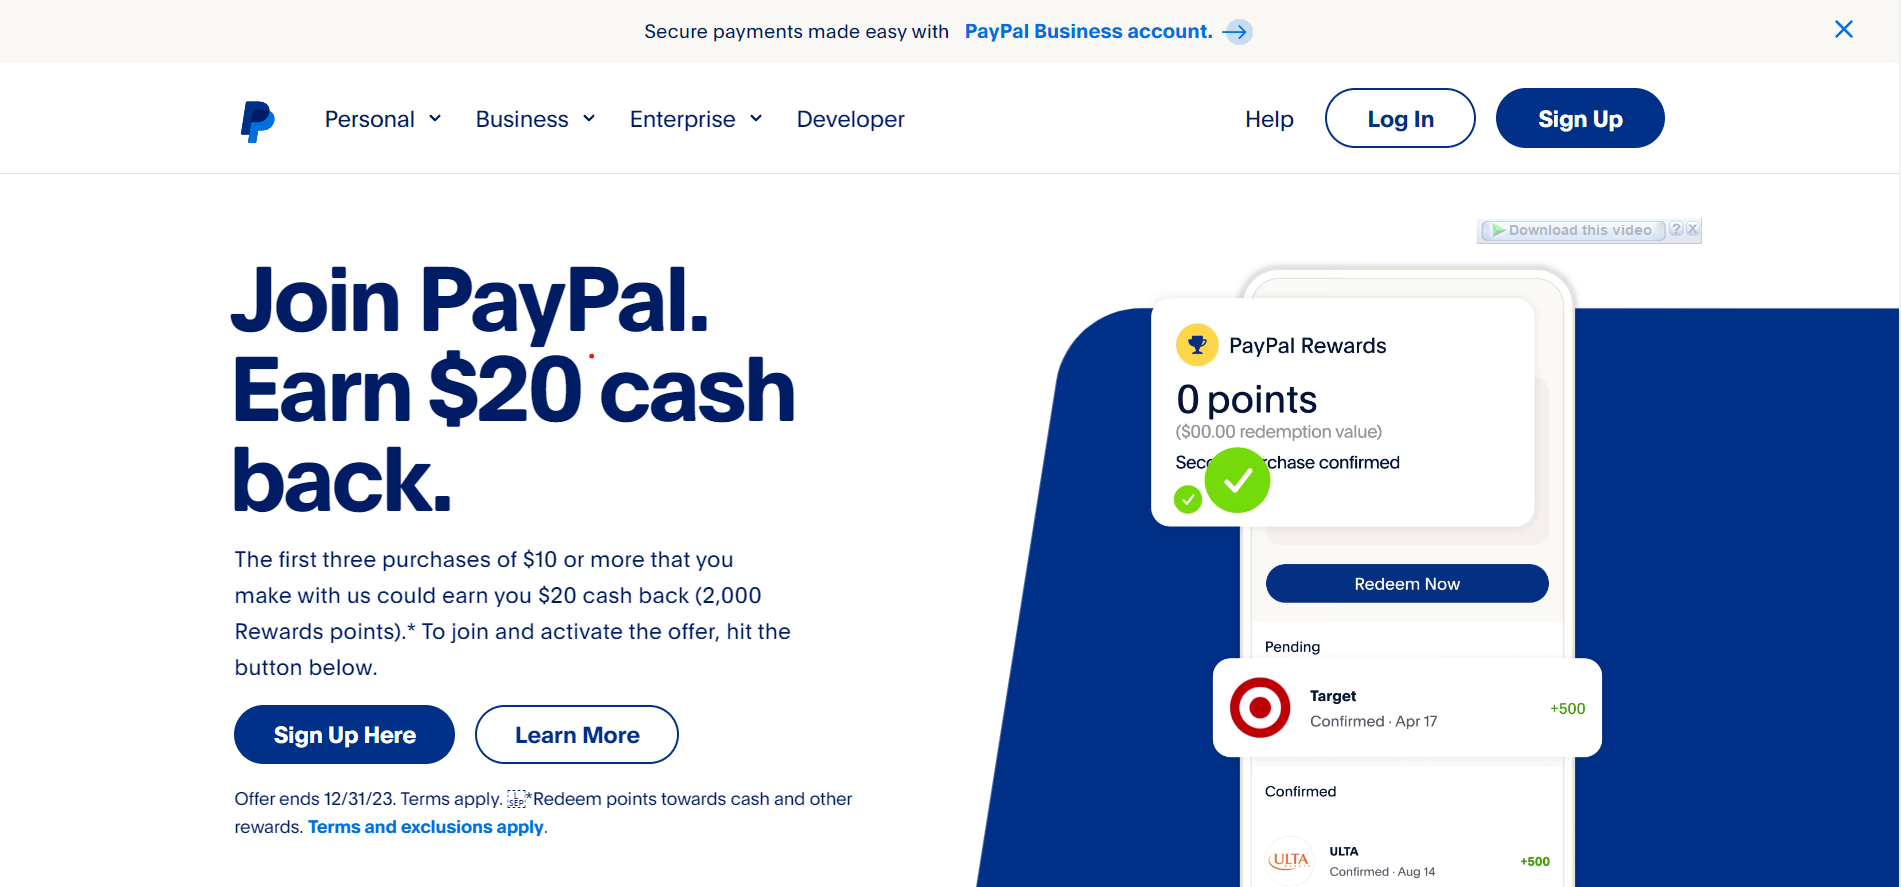 Secure payments made easy with PayPal Business account.
Personal Business Enterprise Developer Help Log In Sign Up
Download this video ? X
Join PayPal.
Earn $20 cash
back.
The first three purchases of $10 or more that you
make with us could earn you $20 cash back (2,000
Rewards points).* To join and activate the offer, hit the
button below.
Sign Up Here Learn More
Offer ends 12/31/23. Terms apply. L SEP *Redeem points towards cash and other
rewards. Terms and exclusions apply.
PayPal Rewards
0 points
($00.00 redemption value)
confirmed
Redeem Now
Pending
Target
Confirmed · Apr 17
+500
Confirmed
ULTA
ULTA
Confirmed · Aug 14
+500